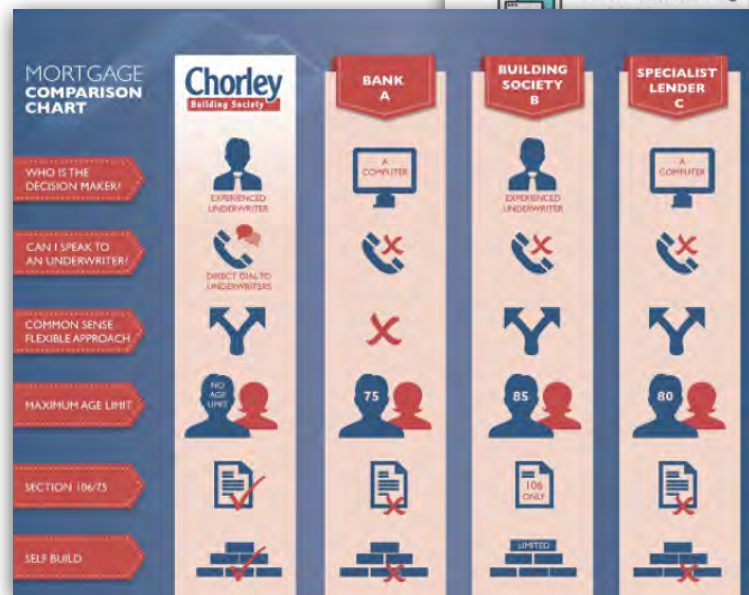 MORTGAGE
COMPARISON
CHART
Chorley
Building Society
BANK
A
BUILDING
SOCIETY
B
SPECIALIST
LENDER
C
WHO IS THE
DECISION MAKER?
EXPERIENCED
UNDERWRITER
A
COMPUTER
EXPERIENCED
UNDERWRITER
A
COMPUTER
CAN I SPEAK TO
AN UNDERWRITER?
DIRECT DIAL TO
UNDERWRITERS
COMMON SENSE
FLEXIBLE APPROACH
MAXIMUM AGE LIMIT
NO
AGE
LIMIT
75
85
80
SECTION 106/75
106
ONLY
SELF BUILD
LIMITED